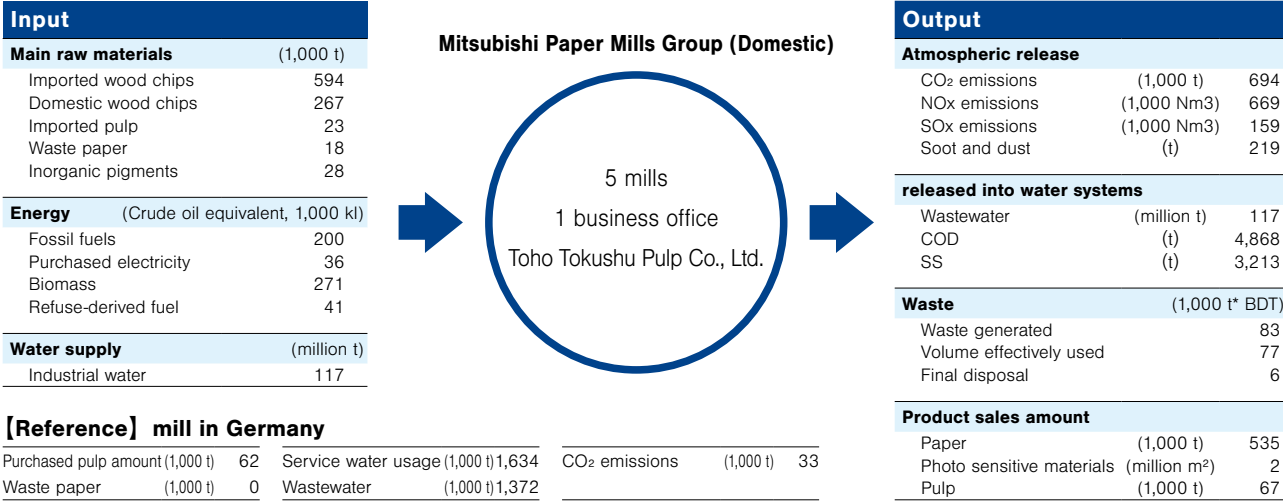 Input
Main raw materials (1,000 t)
Imported wood chips 594
Domestic wood chips 267
Imported pulp 23
Waste paper 18
Inorganic pigments 28
Energy (Crude oil equivalent, 1,000 kl)
Fossil fuels 200
Purchased electricity 36
Biomass 271
Refuse-derived fuel 41
Water supply (million t)
Industrial water 117
Mitsubishi Paper Mills Group (Domestic)
5 mills
1 business office
Toho Tokushu Pulp Co., Ltd.
Output
Atmospheric release
CO₂ emissions (1,000 t) 694
NOx emissions (1,000 Nm3) 669
SOx emissions (1,000 Nm3) 159
Soot and dust (t) 219
released into water systems
Wastewater (million t) 117
COD (t) 4,868
SS (t) 3,213
Waste (1,000 t* BDT)
Waste generated 83
Volume effectively used 77
Final disposal 6
Product sales amount
Paper (1,000 t) 535
Photo sensitive materials (million m²) 2
Pulp (1,000 t) 67
【Reference】mill in Germany
Purchased pulp amount (1,000 t) 62 Service water usage (1,000 t) 1,634 CO₂ emissions (1,000 t) 33
Waste paper (1,000 t) 0 Wastewater (1,000 t) 1,372